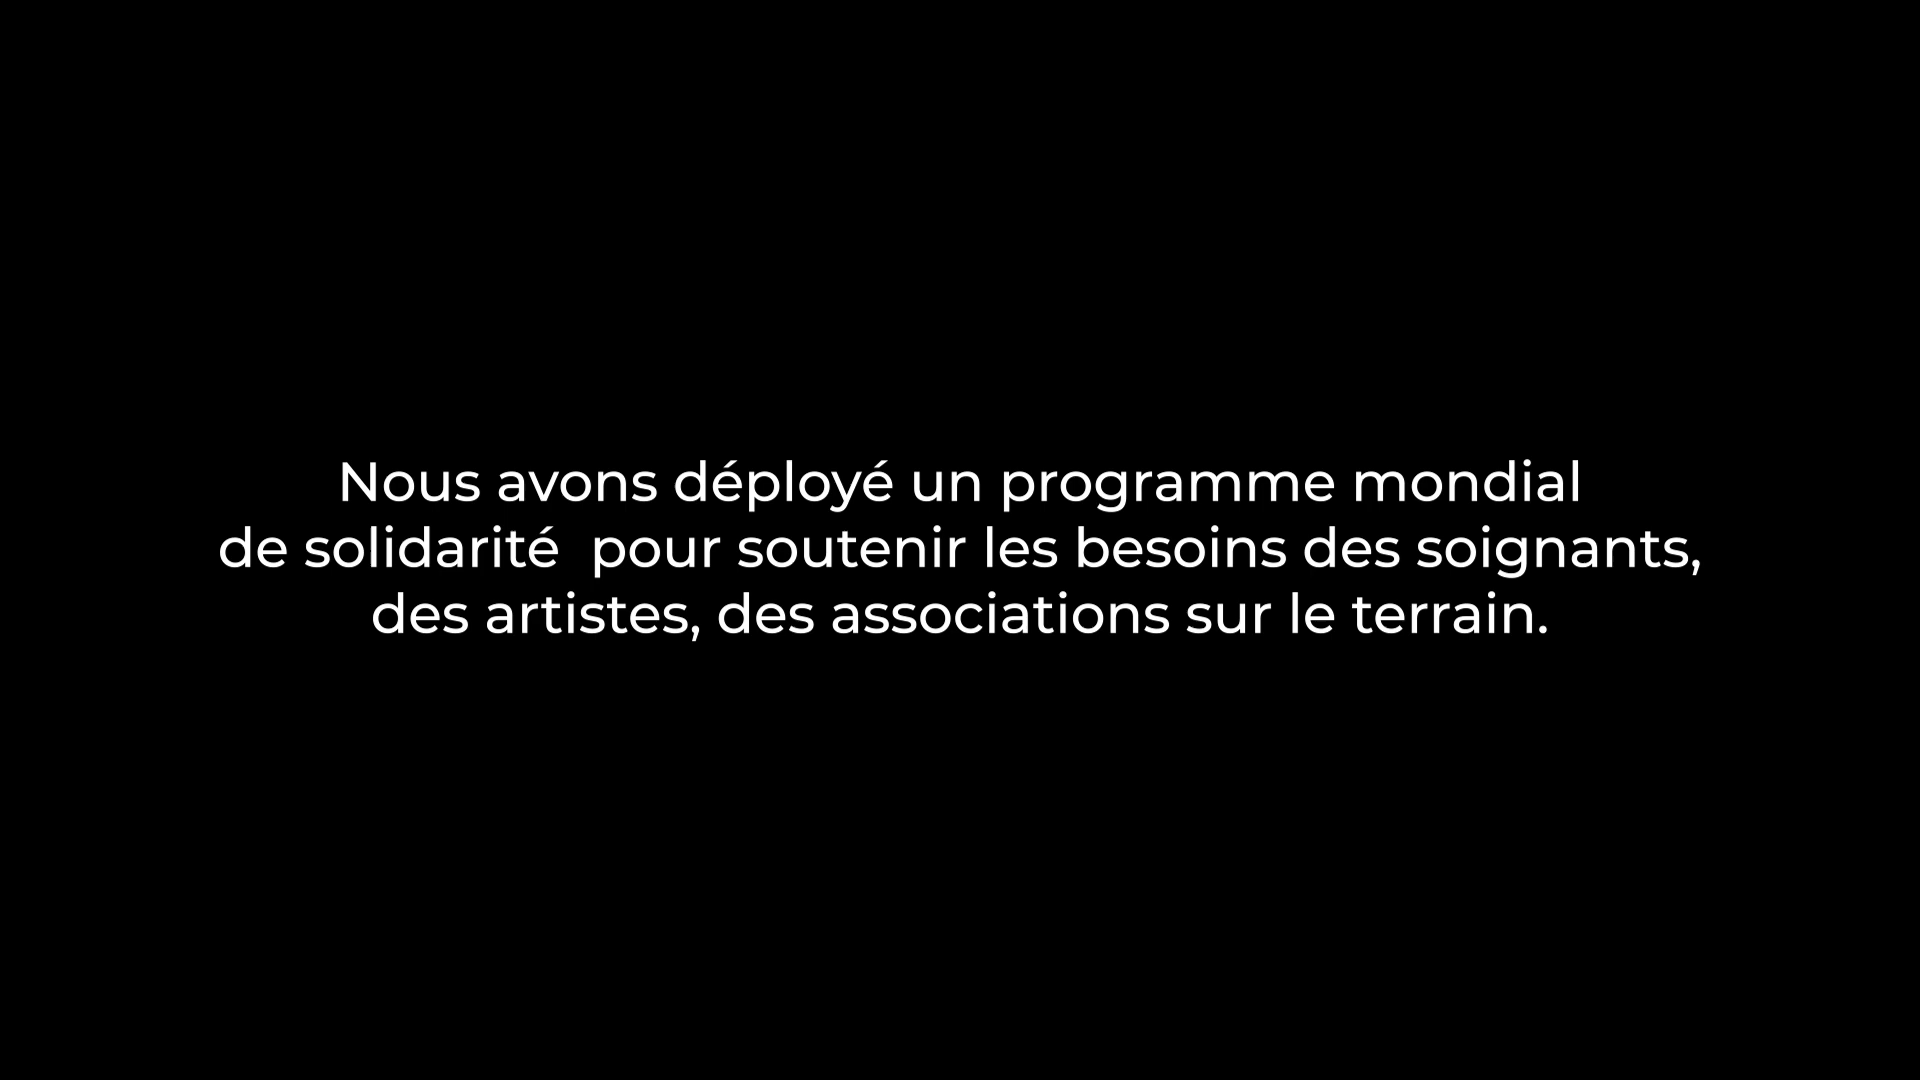 Nous avons déployé un programme mondial
de solidarité  pour soutenir les besoins des soignants,
des artistes, des associations sur le terrain.